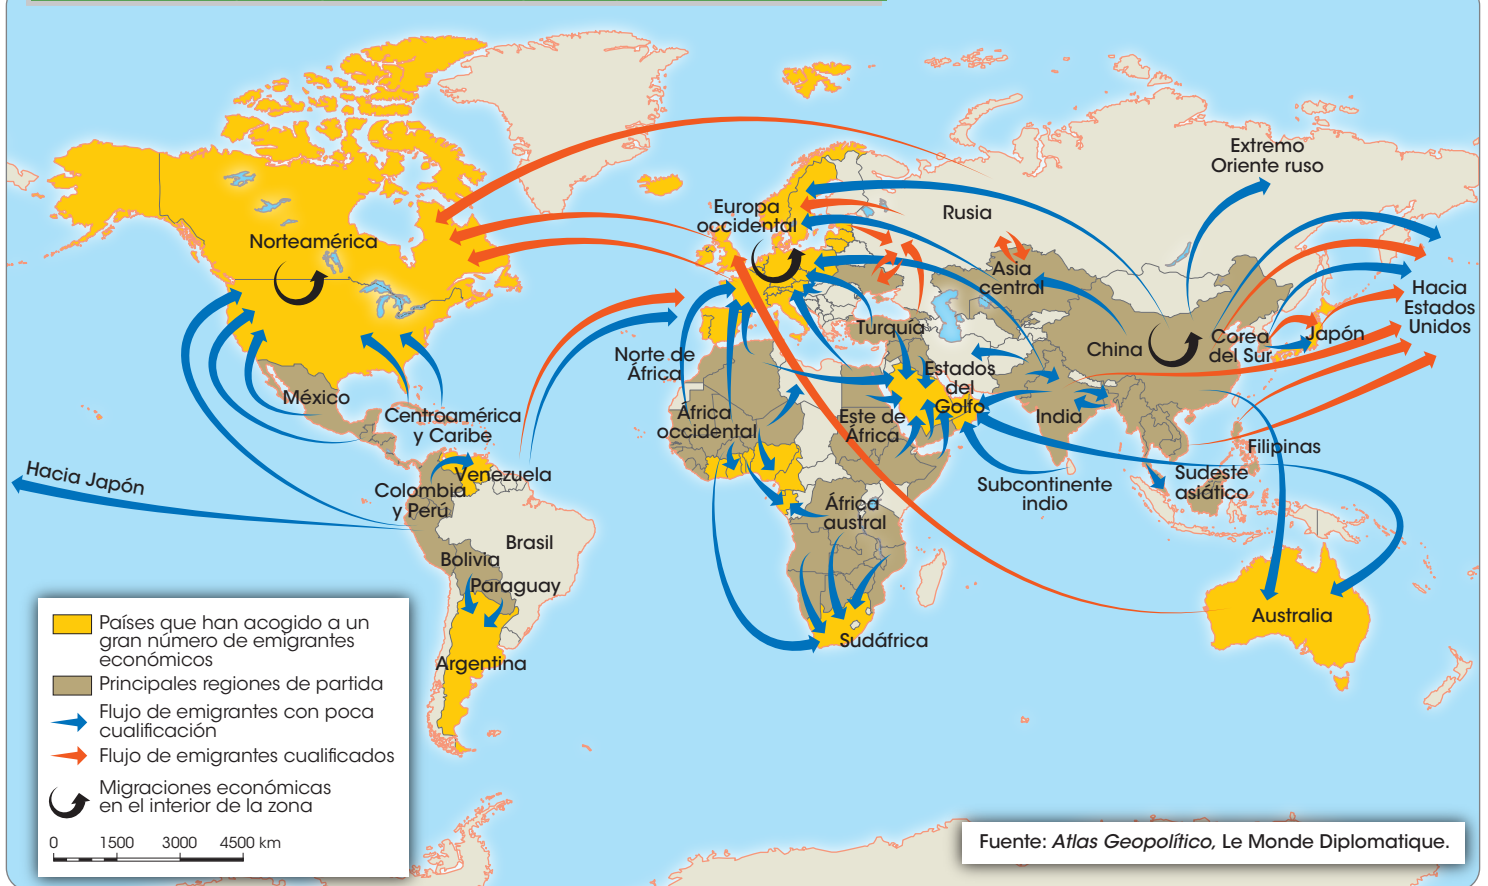 Extremo
Oriente ruso
Europa
occidental
Rusia
Norteamérica
Asia
central
Hacia
Estados
Unidos
Turquía
Corea
del Sur
Japón
China
Norte de
África
Estados
del
Golfo
México
Centroamérica
y Caribe
África
occidental
Este de
África
India
Filipinas
Hacia Japón
Venezuela
Colombia
y Perú
Subcontinente
indio
Sudeste
asiático
África
austral
Brasil
Bolivia
Paraguay
Australia
Sudáfrica
Argentina
Países que han acogido a un
gran número de emigrantes
económicos
Principales regiones de partida
Flujo de emigrantes con poca
cualificación
Flujo de emigrantes cualificados
Migraciones económicas
en el interior de la zona
0 1500 3000 4500 km
Fuente: Atlas Geopolítico, Le Monde Diplomatique.